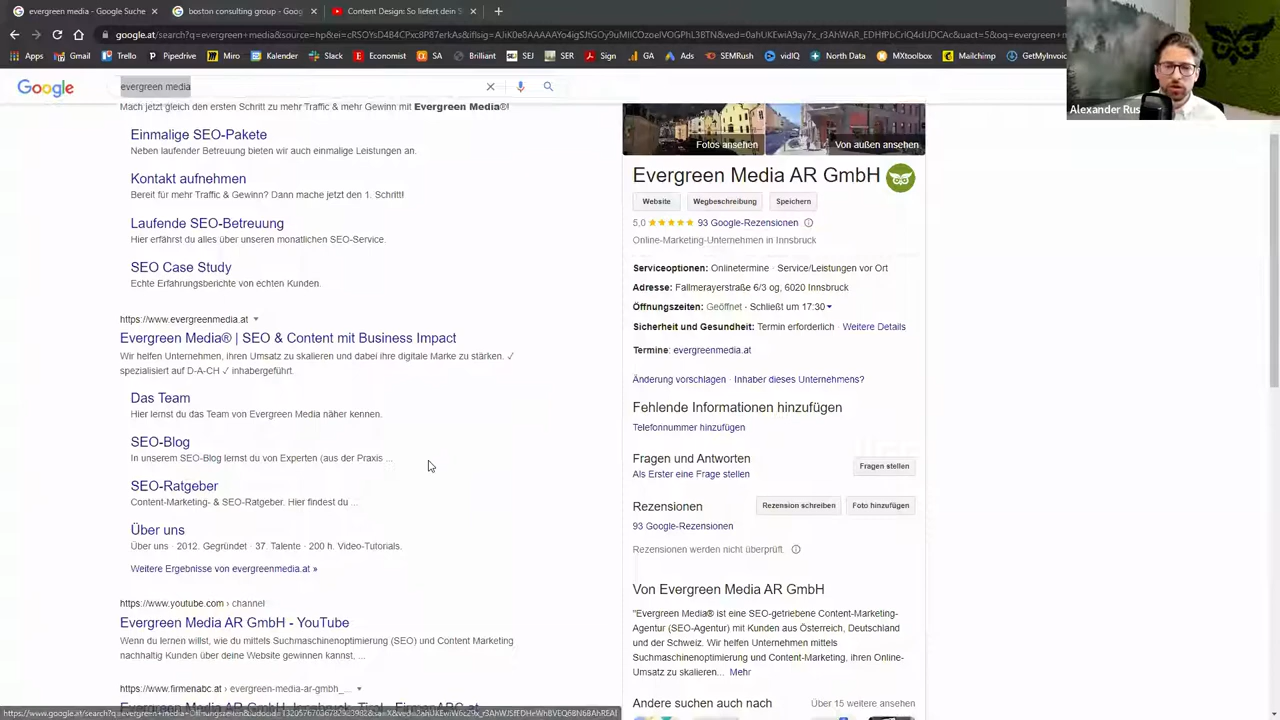 evergreen media - Google Suche
boston consulting group - Goog
Content Design: So liefert dein S
Apps
Google
Miro
Pipedrive
Slack
Economist
SA
Sign
GA
Ads
SEMRush
vidIQ
North Data
MXtoolbox
Mailchimp
GetMyInvoic
Google
evergreen media
Alexander Rus
Mach jetzt gleich den ersten Schritt zu mehr Traffic & mehr Gewinn mit Evergreen Media®!
Einmalige SEO-Pakete
Neben laufender Betreuung bieten wir auch einmalige Leistungen an.
Kontakt aufnehmen
Bereit für mehr Traffic & Gewinn? Dann mache jetzt den 1. Schritt!
Laufende SEO-Betreuung
Hier erfährst du alles über unseren monatlichen SEO-Service.
SEO Case Study
Echte Erfahrungsberichte von echten Kunden.
https://www.evergreenmedia.at
Evergreen Media® | SEO & Content mit Business Impact
Wir helfen Unternehmen, ihren Umsatz zu skalieren und dabei ihre digitale Marke zu stärken. ✓
spezialisiert auf D-A-CH ✓ inhabergeführt.
Das Team
Hier lernst du das Team von Evergreen Media näher kennen.
SEO-Blog
In unserem SEO-Blog lernst du von Experten (aus der Praxis ...
SEO-Ratgeber
Content-Marketing- & SEO-Ratgeber. Hier findest du ...
Über uns
Über uns · 2012. Gegründet · 37. Talente · 200 h. Video-Tutorials.
Weitere Ergebnisse von evergreenmedia.at »
https://www.youtube.com › channel
Evergreen Media AR GmbH - YouTube
Wenn du lernen willst, wie du mittels Suchmaschinenoptimierung (SEO) und Content Marketing
nachhaltig Kunden über deine Website gewinnen kannst, ...
https://www.firmenabc.at › evergreen-media-ar-gmbh_...
Evergreen Media AR GmbH, Innsbruck, Tirol - FirmenABC.at
Fotos ansehen
Von außen ansehen
Evergreen Media AR GmbH
Website
Wegbeschreibung
Speichern
5,0 ★★★★★ 93 Google-Rezensionen
Online-Marketing-Unternehmen in Innsbruck
Serviceoptionen: Onlinetermine · Service/Leistungen vor Ort
Adresse: Fallmerayerstraße 6/3 og, 6020 Innsbruck
Öffnungszeiten: Geöffnet · Schließt um 17:30
Sicherheit und Gesundheit: Termin erforderlich · Weitere Details
Termine: evergreenmedia.at
Änderung vorschlagen · Inhaber dieses Unternehmens?
Fehlende Informationen hinzufügen
Telefonnummer hinzufügen
Fragen und Antworten
Als Erster eine Frage stellen
Fragen stellen
Rezensionen
Rezension schreiben
Foto hinzufügen
93 Google-Rezensionen
Rezensionen werden nicht überprüft.
Von Evergreen Media AR GmbH
"Evergreen Media® ist eine SEO-getriebene Content-Marketing-
Agentur (SEO-Agentur) mit Kunden aus Österreich, Deutschland
und der Schweiz. Wir helfen Unternehmen mittels
Suchmaschinenoptimierung und Content-Marketing, ihren Online-
Umsatz zu skalieren... Mehr
Andere suchen auch nach
Über 15 weitere ansehen